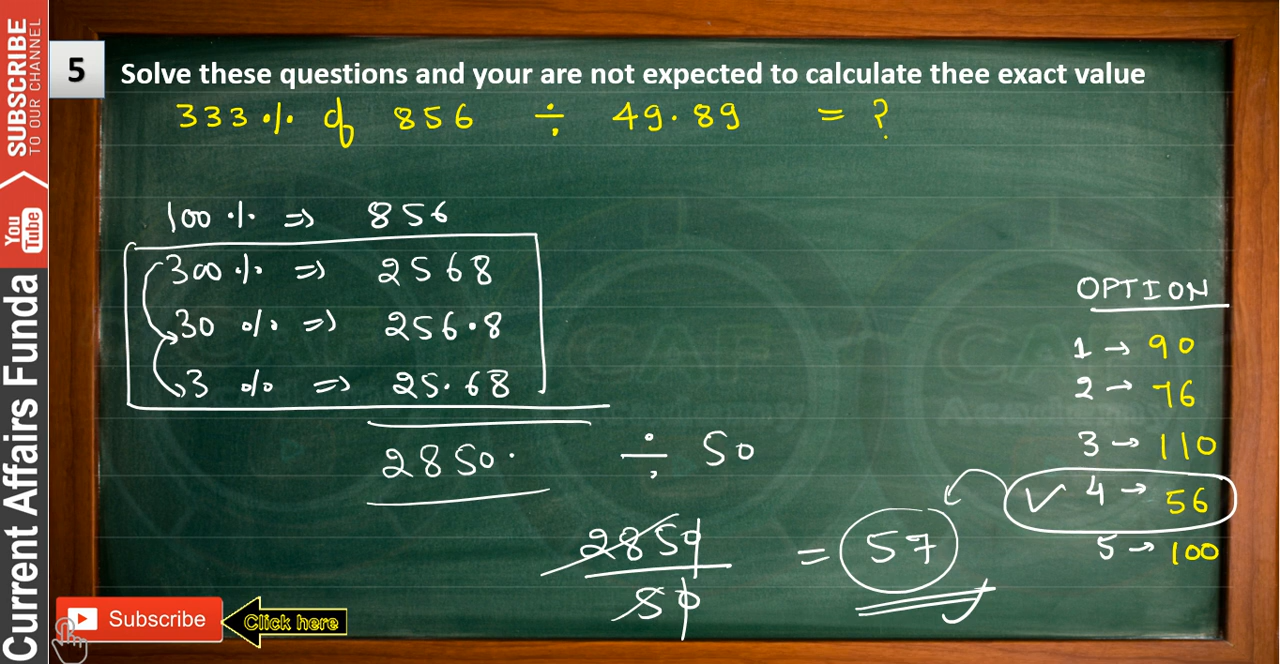 SUBSCRIBE
TO OUR CHANNEL
You
Tube
Current Affairs Funda
5
Solve these questions and your are not expected to calculate thee exact value
333% of 856 ÷ 49.89 = ?
100% ⇒ 856
300% ⇒ 2568
30% ⇒ 256.8
3% ⇒ 25.68
2850. ÷ 50
2850
50
= 57
OPTION
1 → 90
2 → 76
3 → 110
✓ 4 → 56
5 → 100
Subscribe
Click here